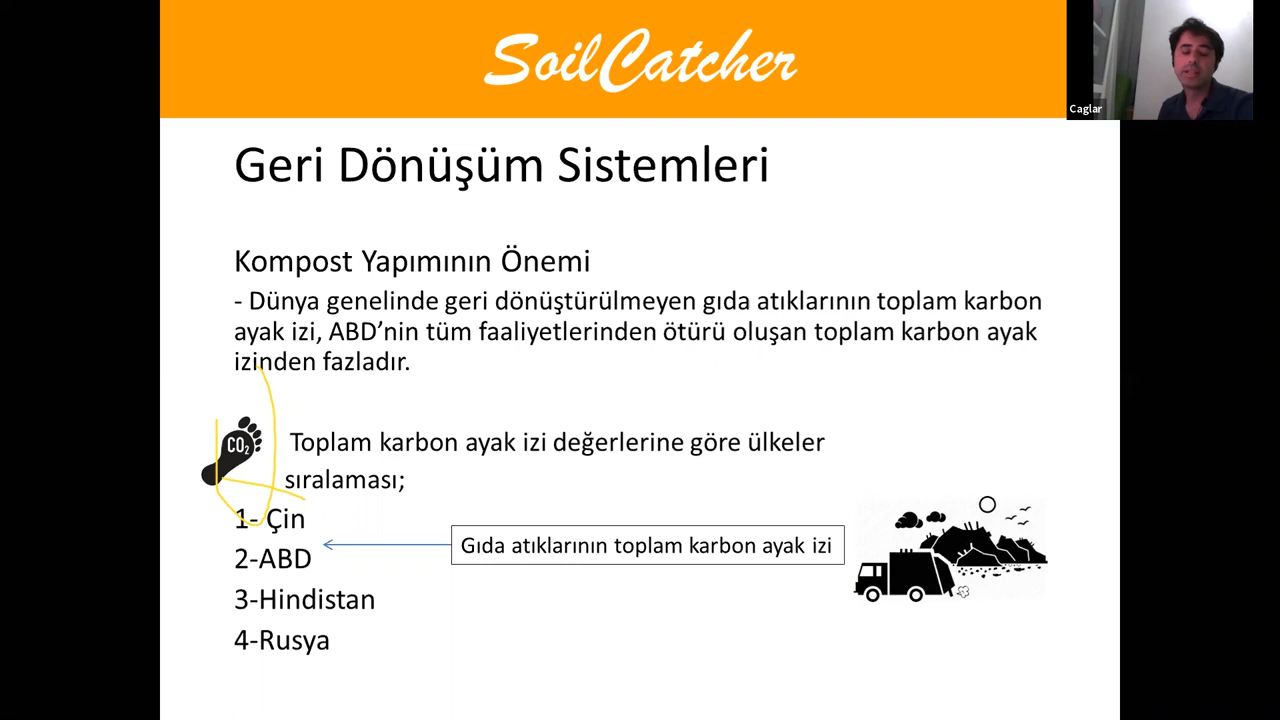 SoilCatcher
Caglar
Geri Dönüşüm Sistemleri
Kompost Yapımının Önemi
- Dünya genelinde geri dönüştürülmeyen gıda atıklarının toplam karbon
ayak izi, ABD’nin tüm faaliyetlerinden ötürü oluşan toplam karbon ayak
izinden fazladır.
CO₂
Toplam karbon ayak izi değerlerine göre ülkeler
sıralaması;
1- Çin
Gıda atıklarının toplam karbon ayak izi
2-ABD
3-Hindistan
4-Rusya